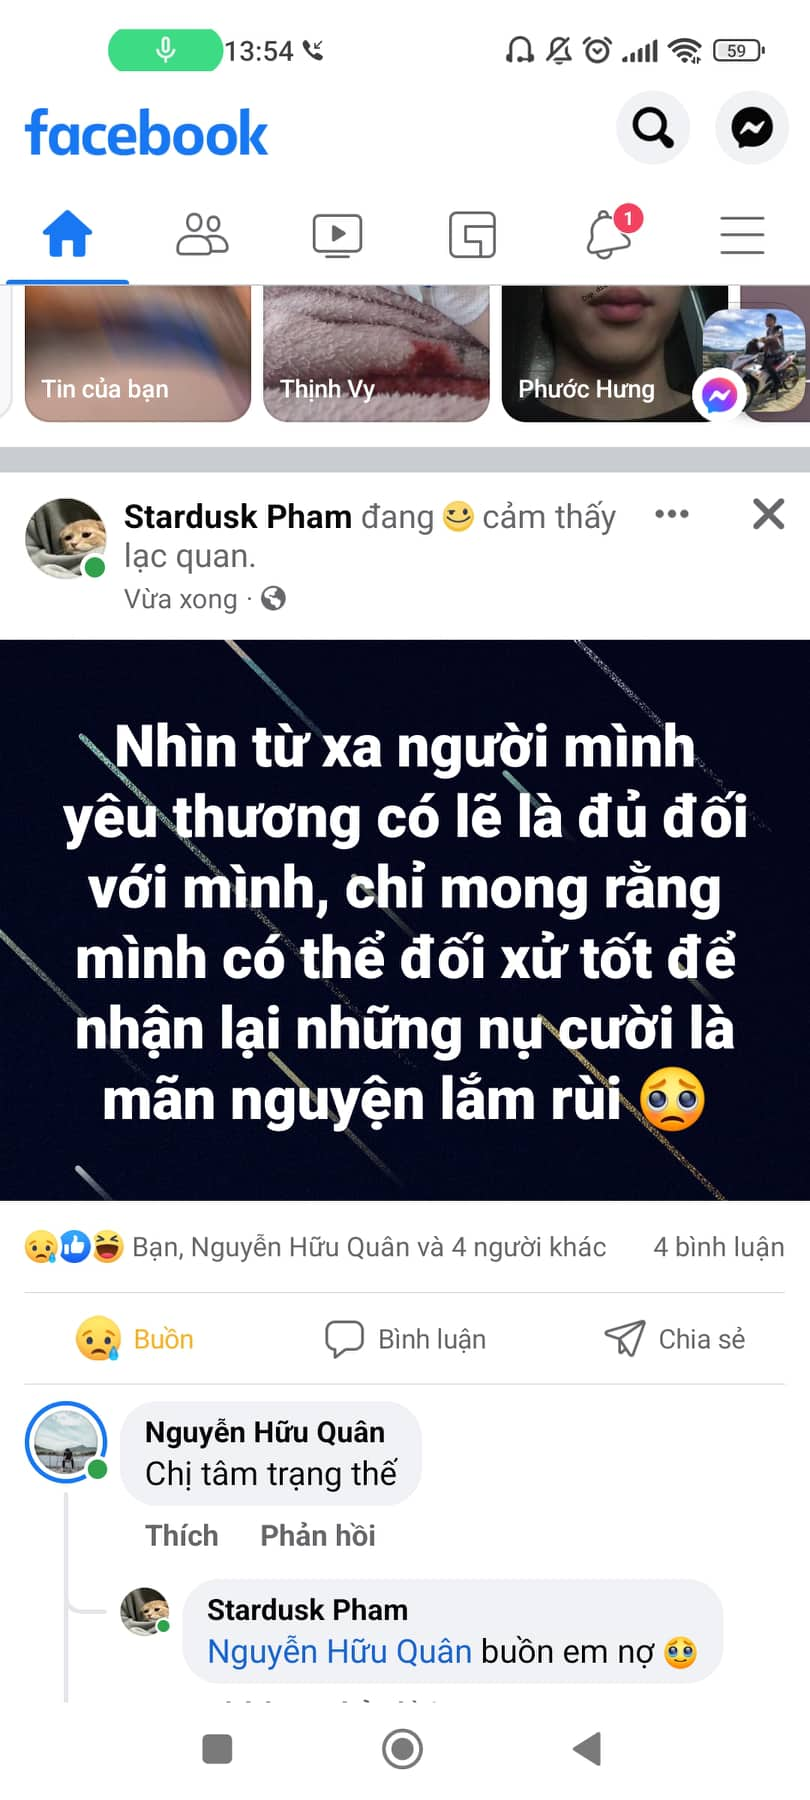 13:54
59
facebook
1
Tin của bạn
Thịnh Vy
Phước Hưng
Stardusk Pham đang 😀 cảm thấy
lạc quan.
Vừa xong ·
Nhìn từ xa người mình
yêu thương có lẽ là đủ đối
với mình, chỉ mong rằng
mình có thể đối xử tốt để
nhận lại những nụ cười là
mãn nguyện lắm rùi 🥺
Bạn, Nguyễn Hữu Quân và 4 người khác
4 bình luận
Buồn
Bình luận
Chia sẻ
Nguyễn Hữu Quân
Chị tâm trạng thế
Thích
Phản hồi
Stardusk Pham
Nguyễn Hữu Quân buồn em nợ 🥹